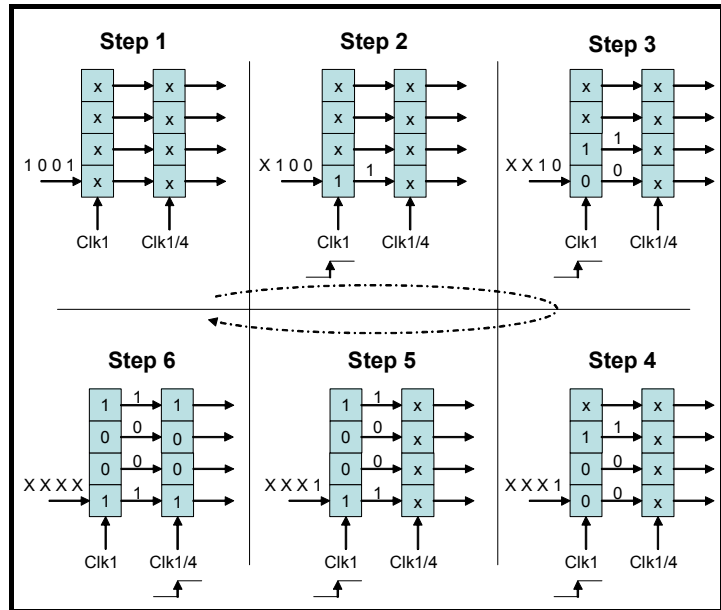 Step 1
x x
x x
x x
1 0 0 1 x x
Clk1 Clk1/4
Step 2
x x
x x
x x
X 1 0 0 1 1 x
Clk1 Clk1/4
Step 3
x x
x x
1 1 x
X X 1 0 0 0 x
Clk1 Clk1/4
Step 6
1 1 1
0 0 0
0 0 0
X X X X 1 1 1
Clk1 Clk1/4
Step 5
1 1 x
0 0 x
0 0 x
X X X 1 1 1 x
Clk1 Clk1/4
Step 4
x x
1 1 x
0 0 x
X X X 1 0 0 x
Clk1 Clk1/4